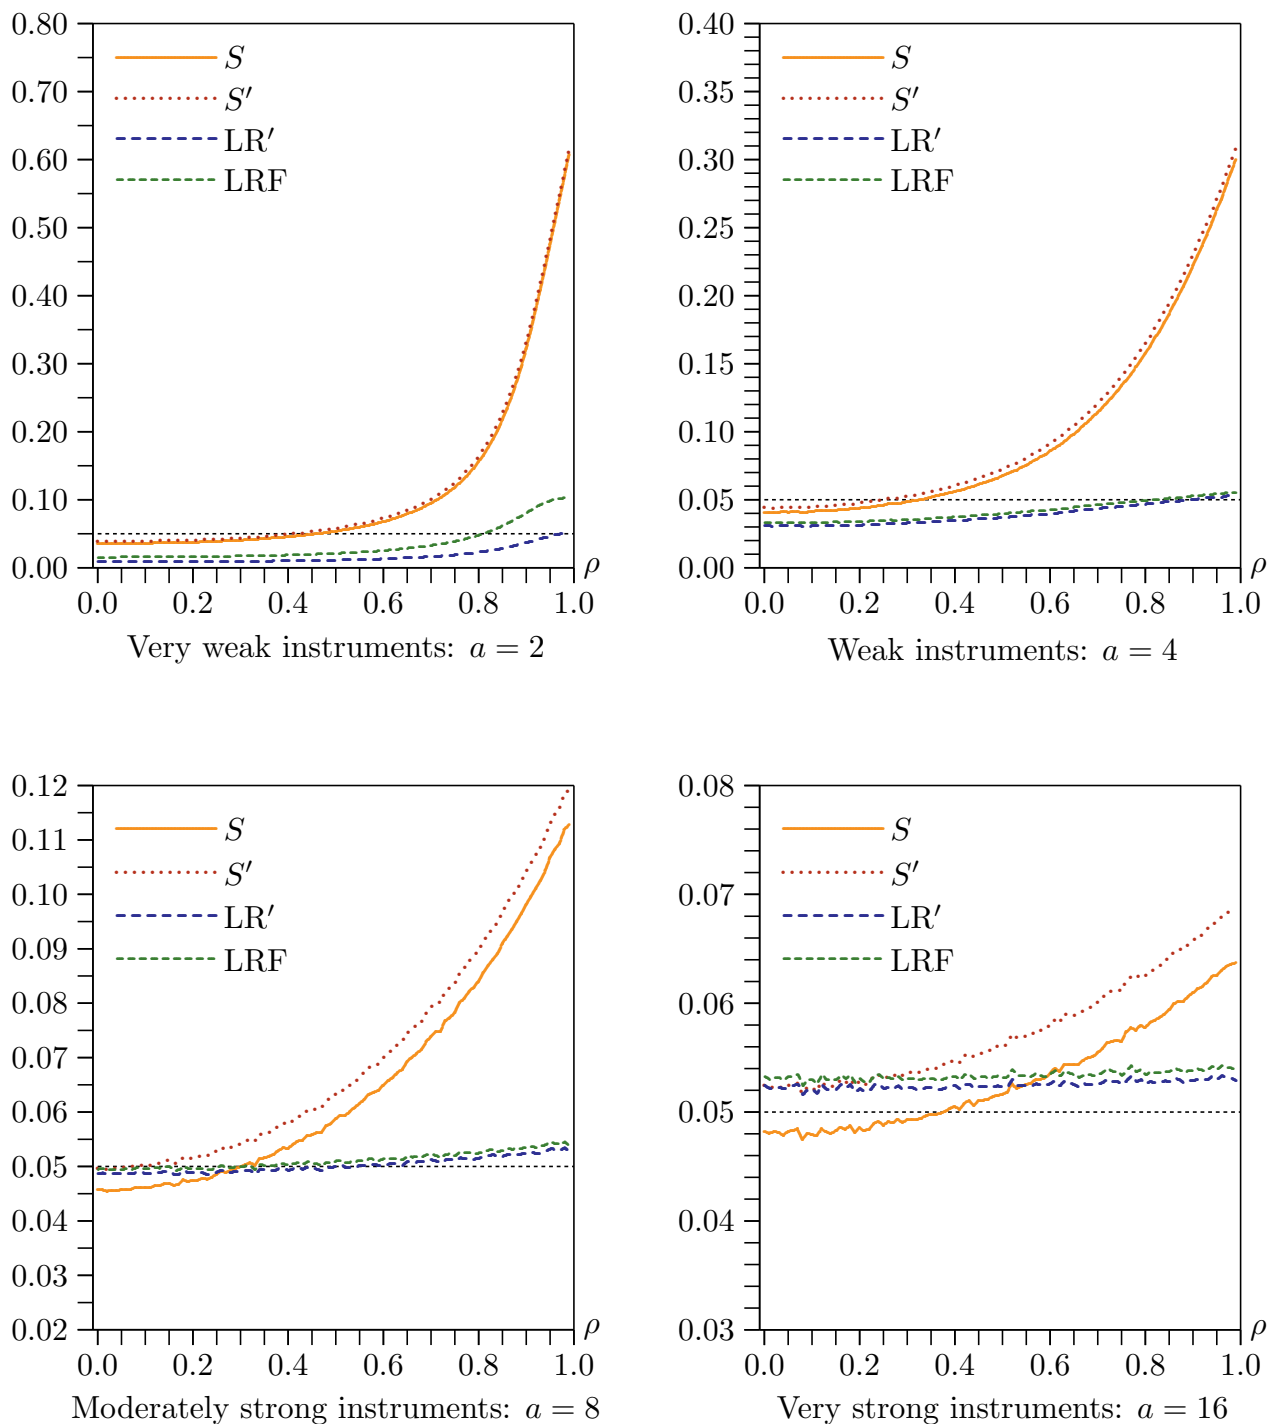 0.80
0.70
0.60
0.50
0.40
0.30
0.20
0.10
0.00
S
S′
LR′
LRF
0.0 0.2 0.4 0.6 0.8 1.0
ρ
Very weak instruments: a = 2
0.40
0.35
0.30
0.25
0.20
0.15
0.10
0.05
0.00
S
S′
LR′
LRF
0.0 0.2 0.4 0.6 0.8 1.0
ρ
Weak instruments: a = 4
0.12
0.11
0.10
0.09
0.08
0.07
0.06
0.05
0.04
0.03
0.02
S
S′
LR′
LRF
0.0 0.2 0.4 0.6 0.8 1.0
ρ
Moderately strong instruments: a = 8
0.08
0.07
0.06
0.05
0.04
0.03
S
S′
LR′
LRF
0.0 0.2 0.4 0.6 0.8 1.0
ρ
Very strong instruments: a = 16